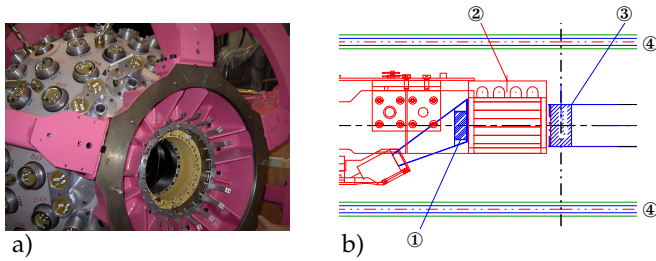 ②
③
④
④
①
a)
b)